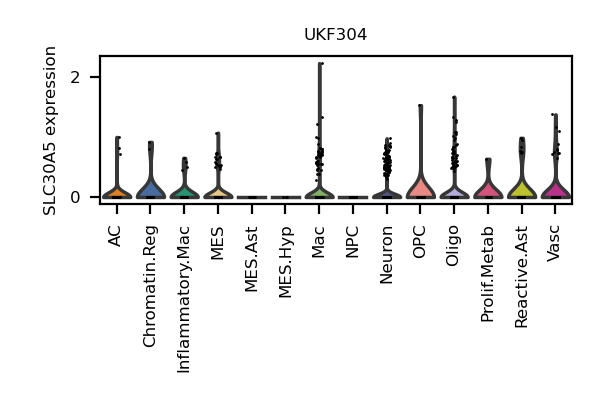 UKF304
SLC30A5 expression
2
0
AC
Chromatin.Reg
Inflammatory.Mac
MES
MES.Ast
MES.Hyp
Mac
NPC
Neuron
OPC
Oligo
Prolif.Metab
Reactive.Ast
Vasc